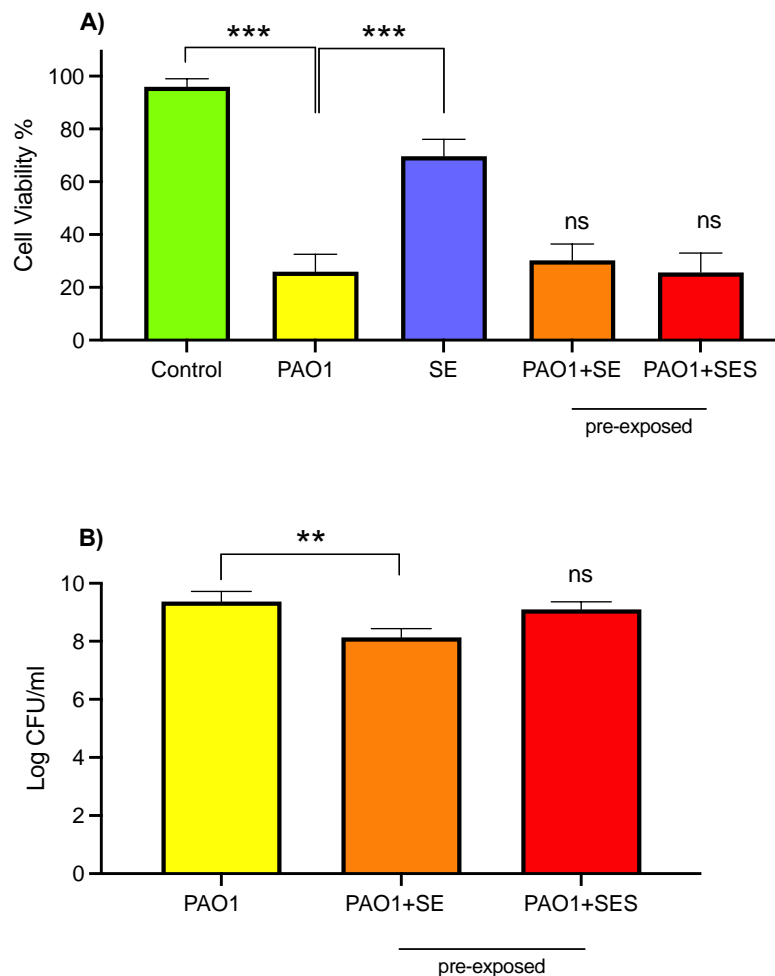 A)
*** ***
Cell Viability %
100
80
60
40
20
0
ns ns
Control PAO1 SE PAO1+SE PAO1+SES
pre-exposed
B)
**
Log CFU/ml
10
8
6
4
2
0
ns
PAO1 PAO1+SE PAO1+SES
pre-exposed